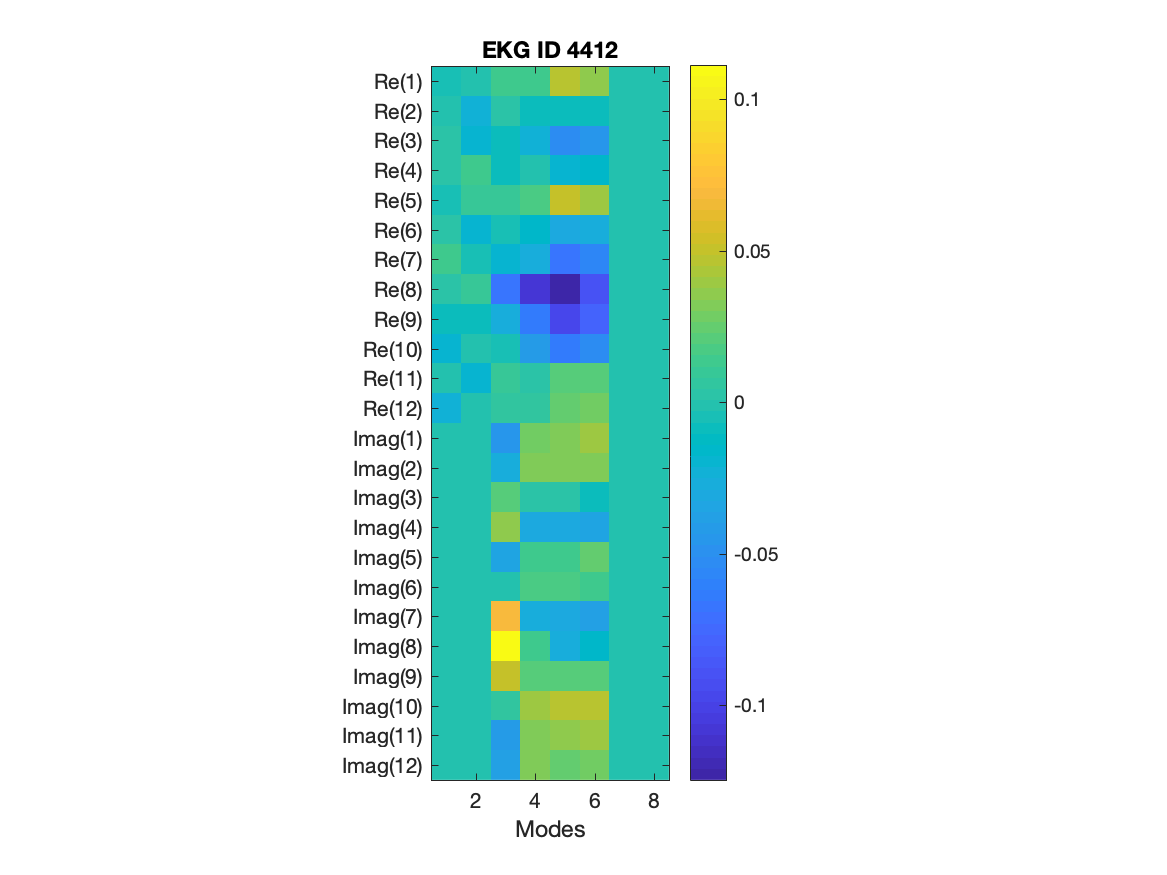 EKG ID 4412
Re(1)
Re(2)
Re(3)
Re(4)
Re(5)
Re(6)
Re(7)
Re(8)
Re(9)
Re(10)
Re(11)
Re(12)
Imag(1)
Imag(2)
Imag(3)
Imag(4)
Imag(5)
Imag(6)
Imag(7)
Imag(8)
Imag(9)
Imag(10)
Imag(11)
Imag(12)
2 4 6 8
Modes
0.1
0.05
0
-0.05
-0.1